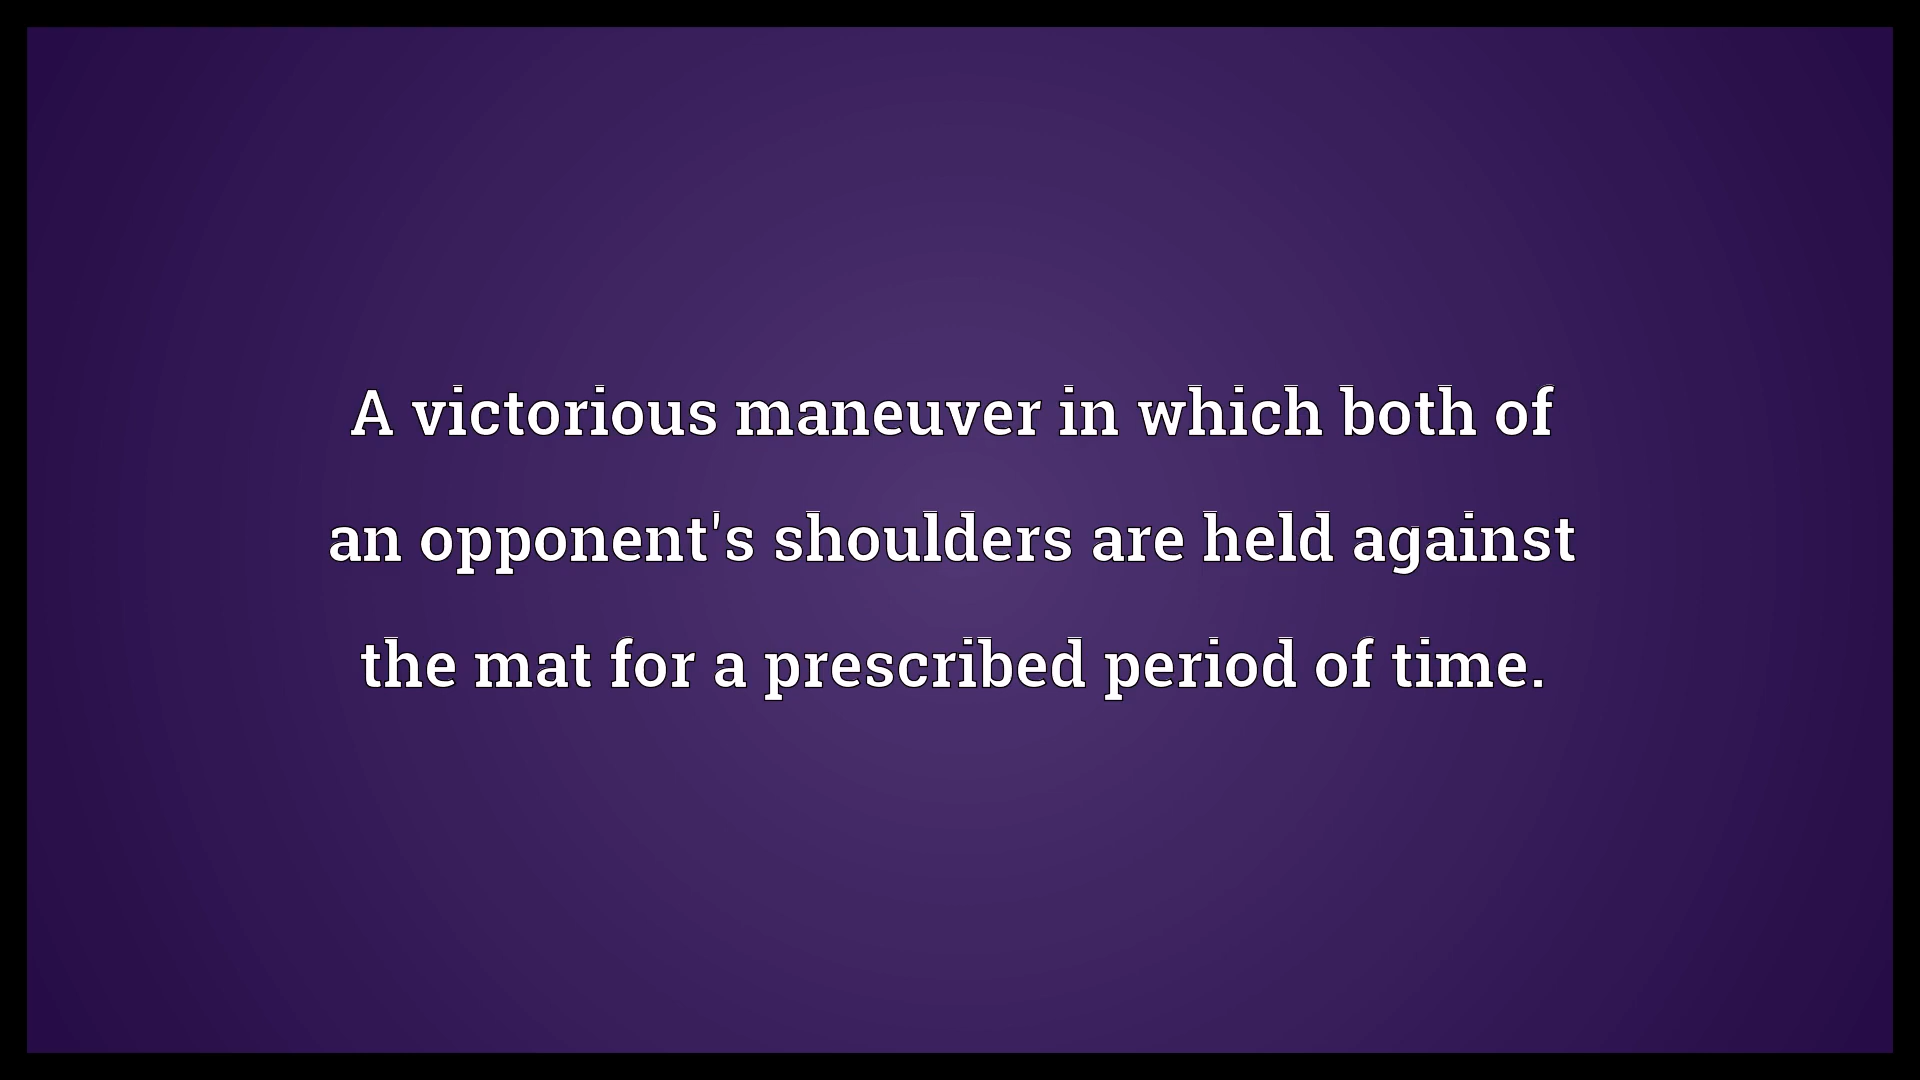 A victorious maneuver in which both of
an opponent's shoulders are held against
the mat for a prescribed period of time.